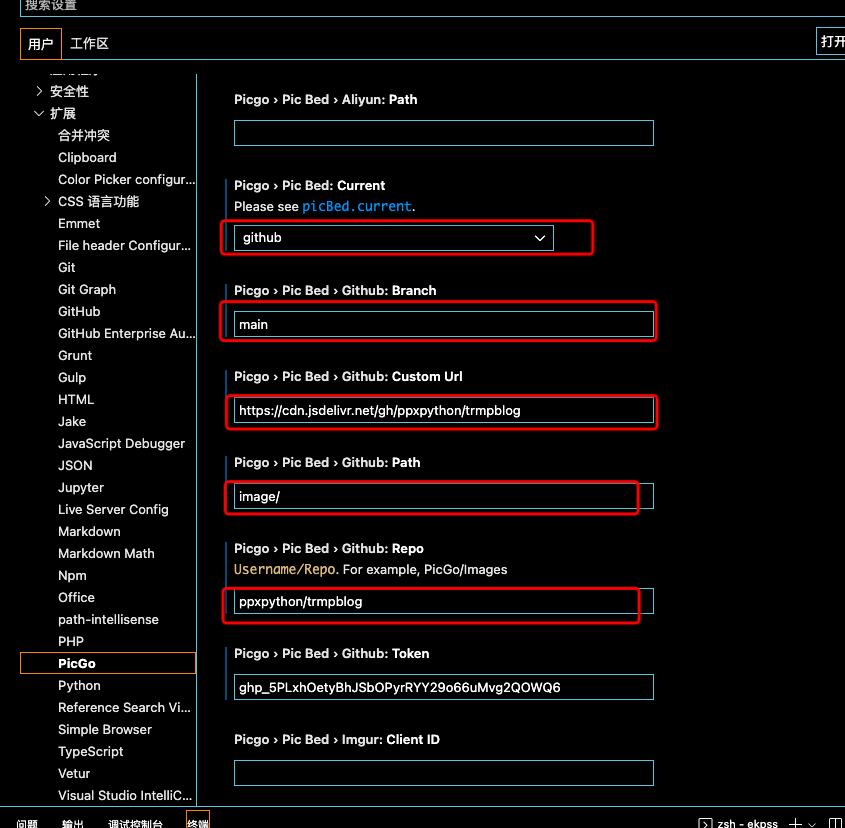 搜索设置
用户 工作区 打开
安全性
扩展
合并冲突
Clipboard
Color Picker configur...
CSS 语言功能
Emmet
File header Configur...
Git
Git Graph
GitHub
GitHub Enterprise Au...
Grunt
Gulp
HTML
Jake
JavaScript Debugger
JSON
Jupyter
Live Server Config
Markdown
Markdown Math
Npm
Office
path-intellisense
PHP
PicGo
Python
Reference Search Vi...
Simple Browser
TypeScript
Vetur
Visual Studio IntelliC...
Picgo › Pic Bed › Aliyun: Path
Picgo › Pic Bed: Current
Please see picBed.current.
github
Picgo › Pic Bed › Github: Branch
main
Picgo › Pic Bed › Github: Custom Url
https://cdn.jsdelivr.net/gh/ppxpython/trmpblog
Picgo › Pic Bed › Github: Path
image/
Picgo › Pic Bed › Github: Repo
Username/Repo. For example, PicGo/Images
ppxpython/trmpblog
Picgo › Pic Bed › Github: Token
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
Picgo › Pic Bed › Imgur: Client ID
问题 输出 调试控制台 终端 zsh - ekpss